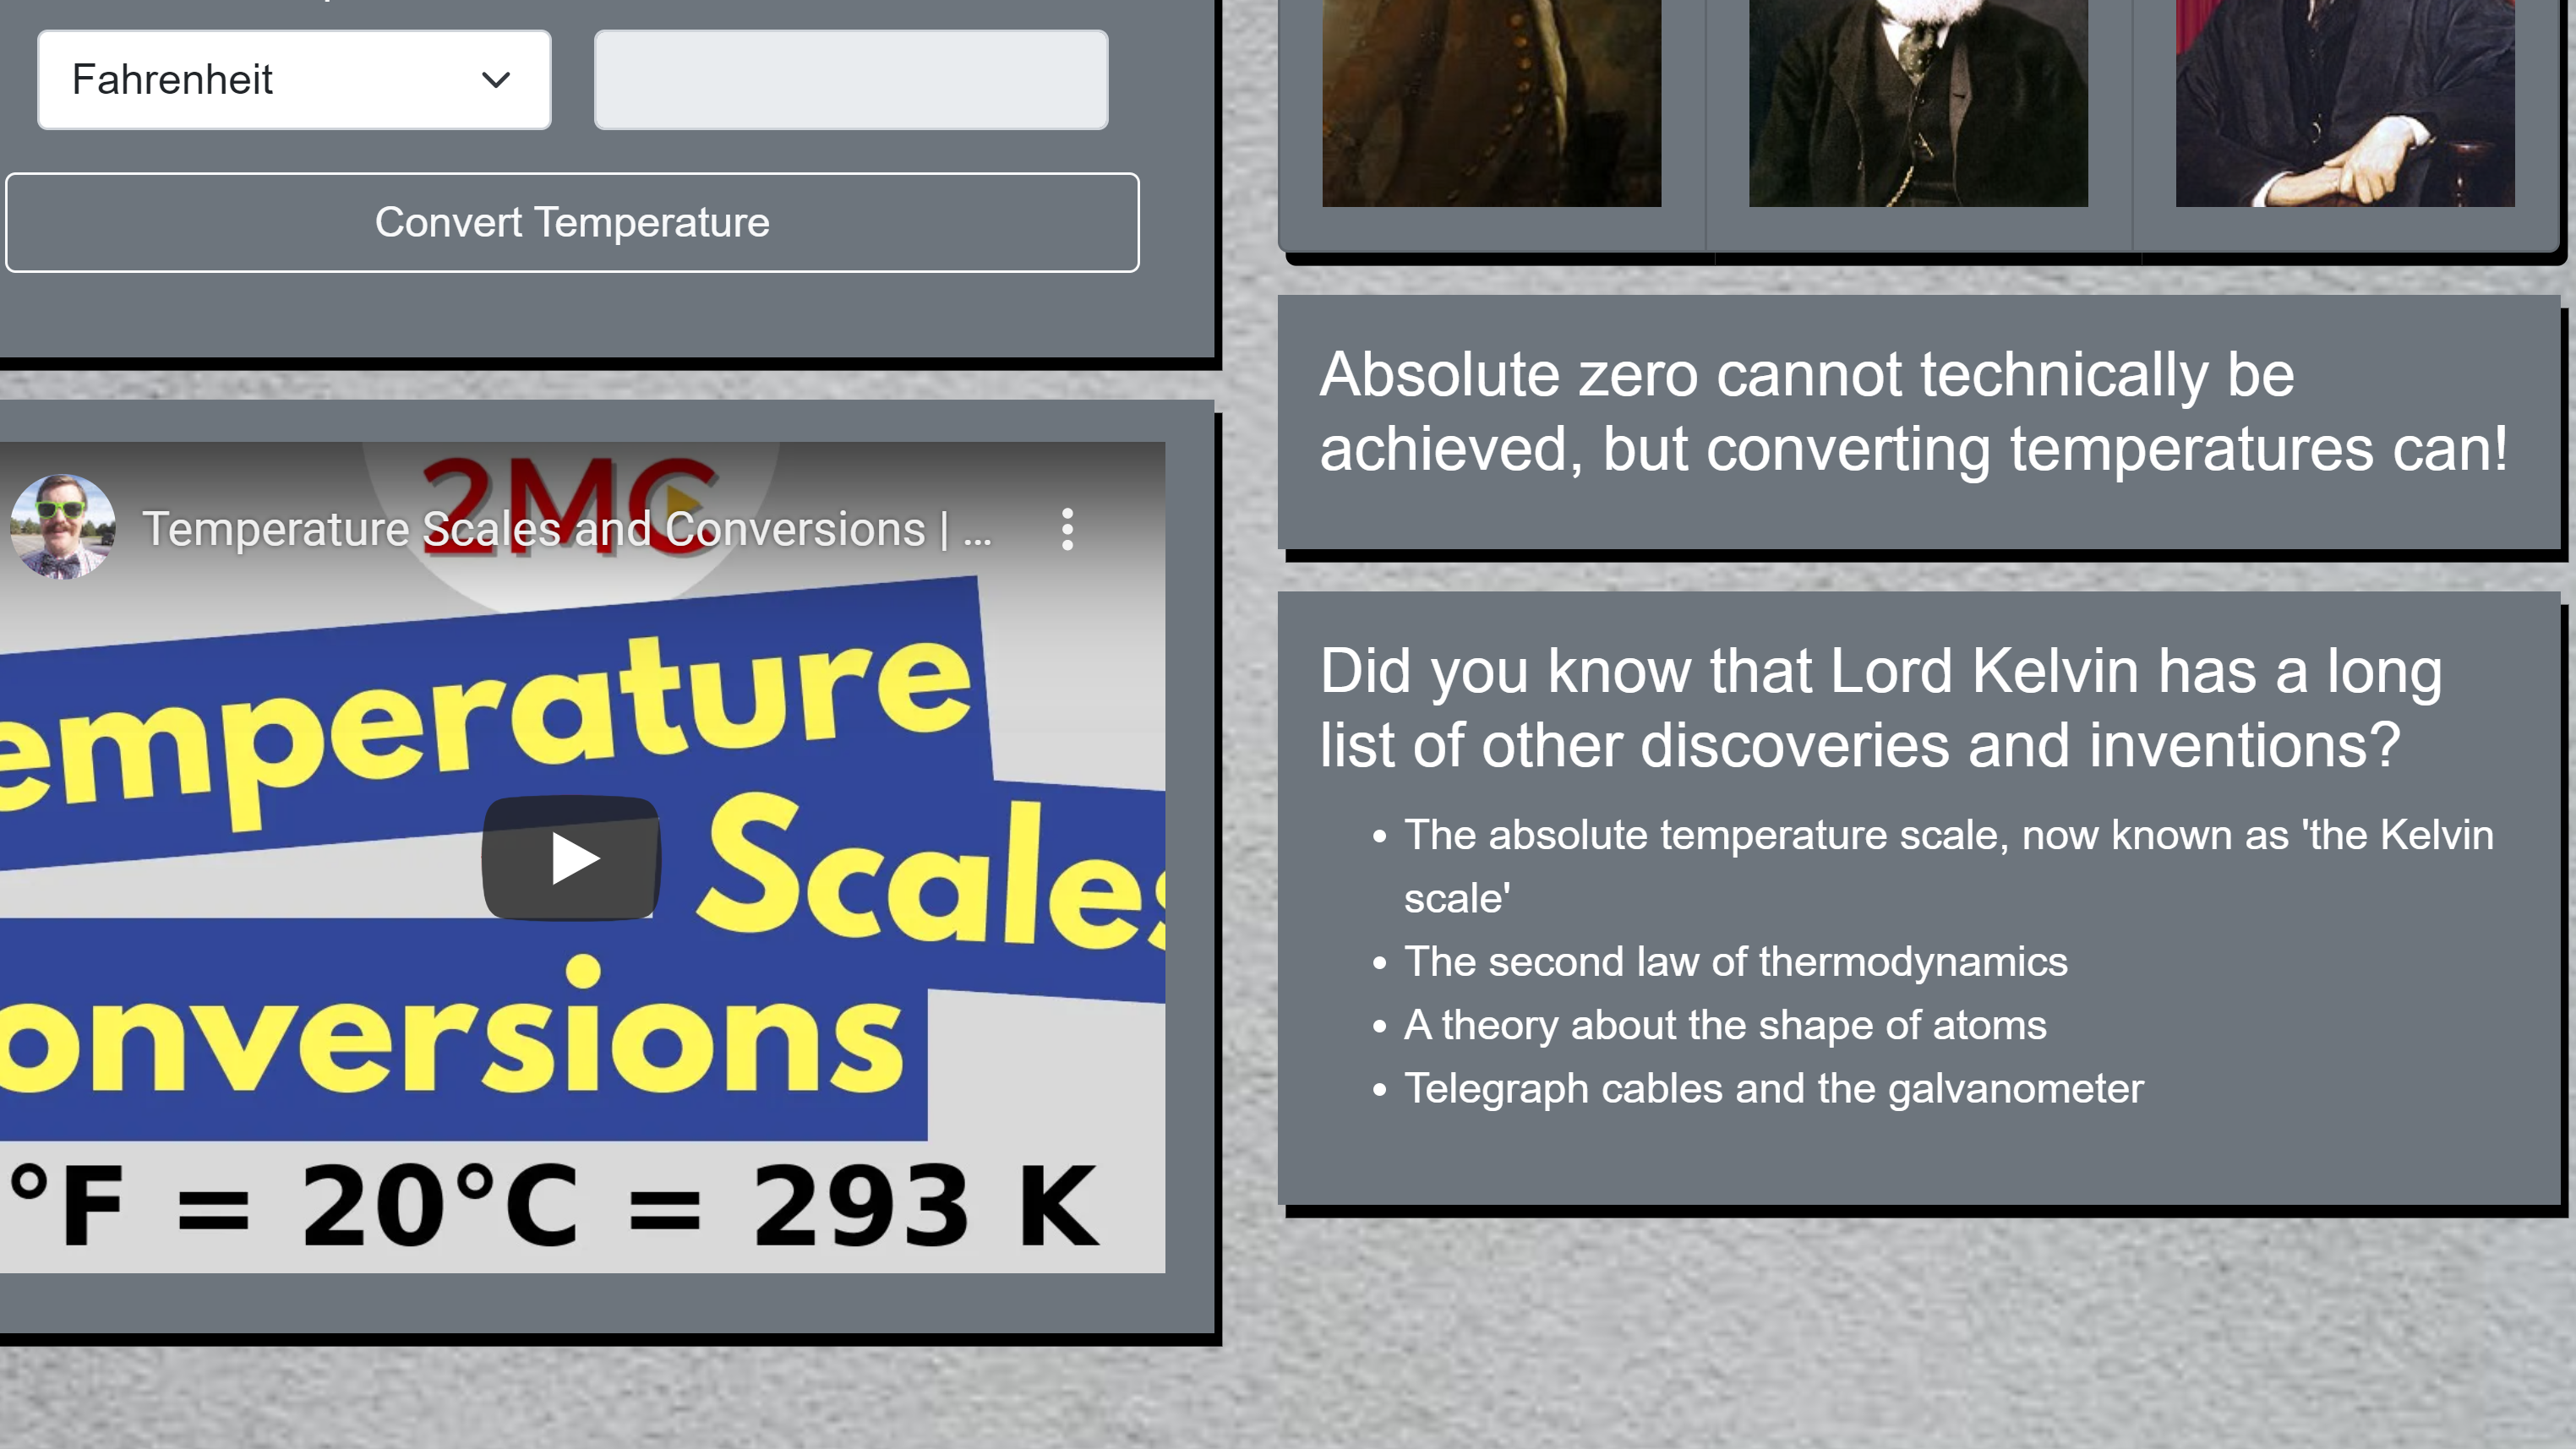 Fahrenheit
Convert Temperature
2MC
Temperature Scales and Conversions | ...
emperature
Scales
onversions
°F = 20°C = 293 K
Absolute zero cannot technically be
achieved, but converting temperatures can!
Did you know that Lord Kelvin has a long
list of other discoveries and inventions?
The absolute temperature scale, now known as 'the Kelvin
scale'
The second law of thermodynamics
A theory about the shape of atoms
Telegraph cables and the galvanometer